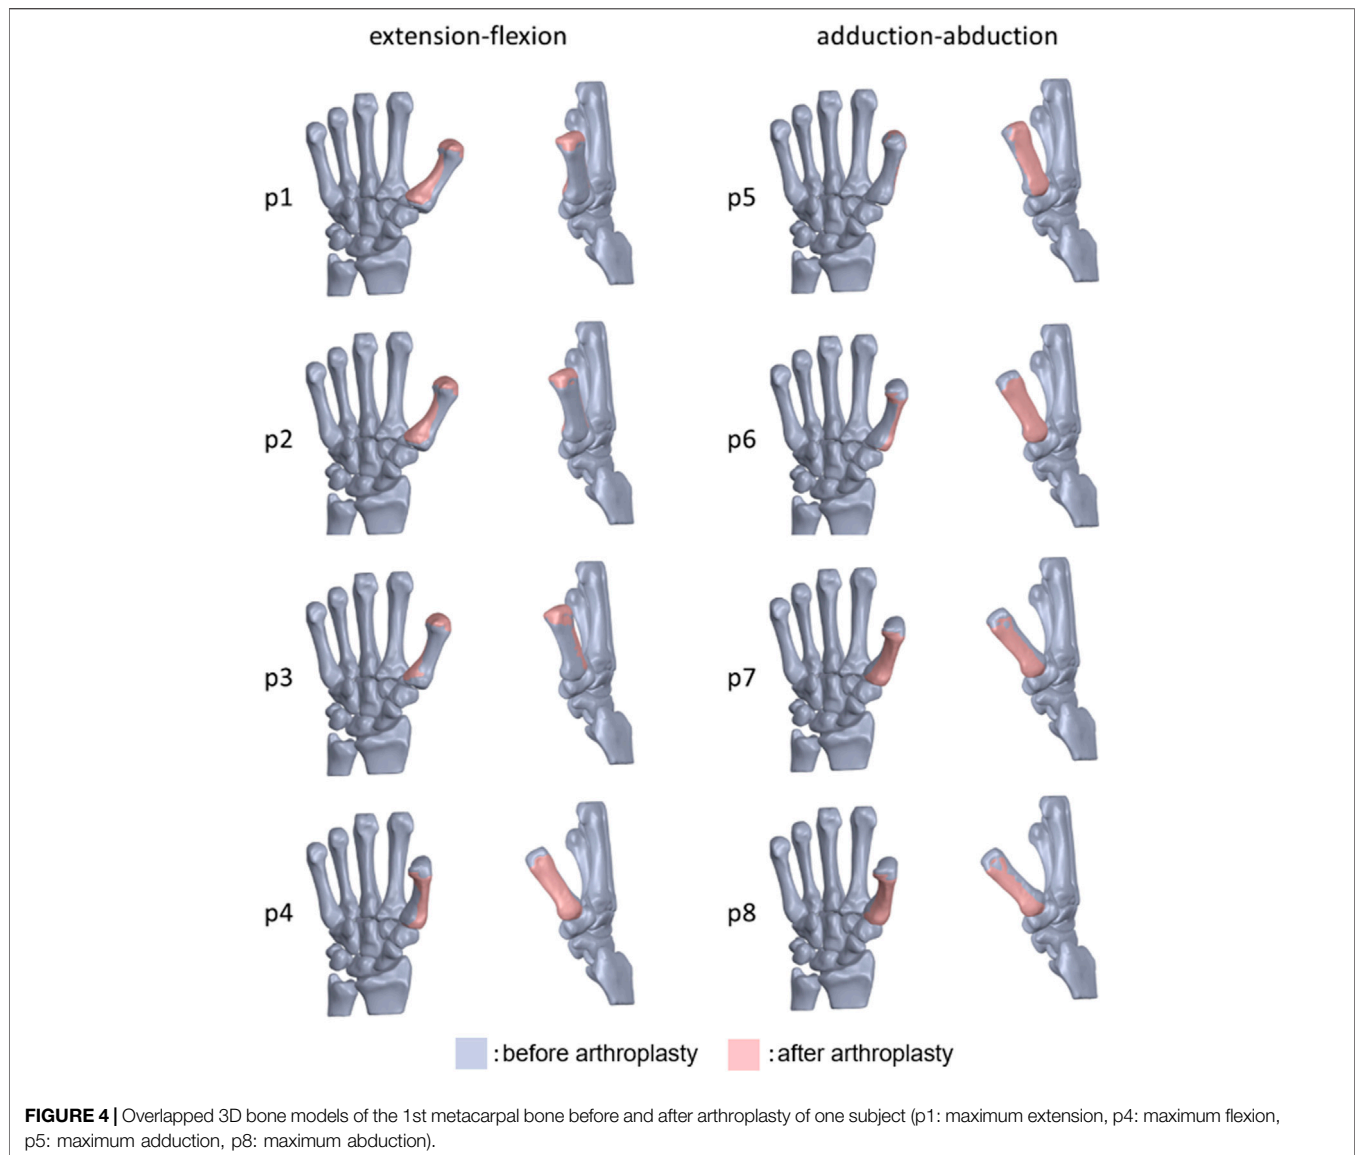 extension-flexion
adduction-abduction
p1
p5
p2
p6
p3
p7
p4
p8
: before arthroplasty
: after arthroplasty
FIGURE 4 | Overlapped 3D bone models of the 1st metacarpal bone before and after arthroplasty of one subject (p1: maximum extension, p4: maximum flexion,
p5: maximum adduction, p8: maximum abduction).